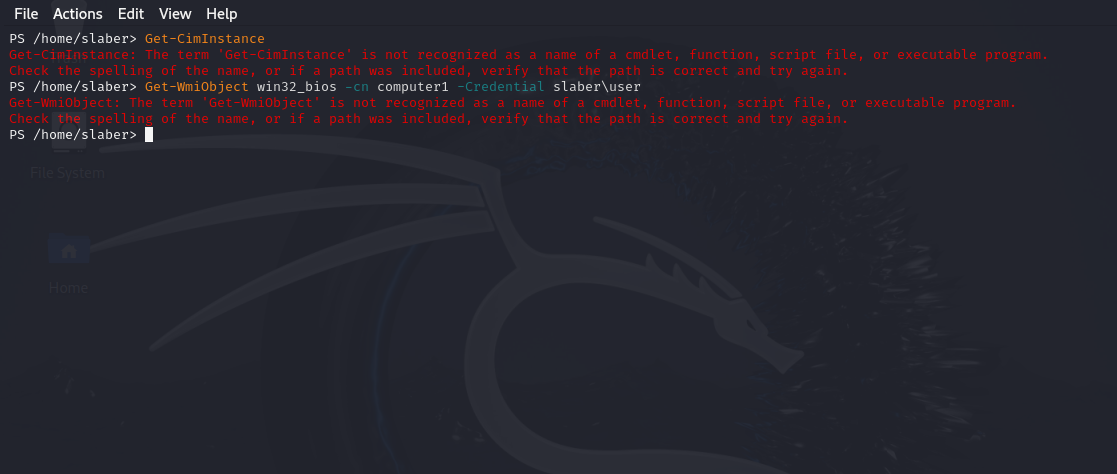 File Actions Edit View Help
PS /home/slaber> Get-CimInstance
Get-CimInstance: The term 'Get-CimInstance' is not recognized as a name of a cmdlet, function, script file, or executable program.
Check the spelling of the name, or if a path was included, verify that the path is correct and try again.
PS /home/slaber> Get-WmiObject win32_bios -cn computer1 -Credential slaber\user
Get-WmiObject: The term 'Get-WmiObject' is not recognized as a name of a cmdlet, function, script file, or executable program.
Check the spelling of the name, or if a path was included, verify that the path is correct and try again.
PS /home/slaber>
File System
Home